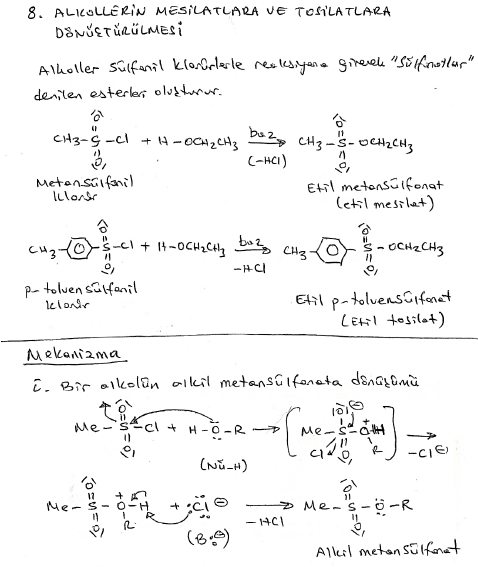 8. ALKOLLERİN MESİLATLARA VE TOSİLATLARA
DÖNÜŞTÜRÜLMESİ
Alkoller sülfonil klorürlerle reaksiyona girerek "sülfonatlar"
denilen esterler oluşturur.
CH3-S-Cl + H-OCH2CH3 baz (-HCl) CH3-S-OCH2CH3
Metansülfonil klorür
Etil metansülfonat (etil mesilat)
CH3- -S-Cl + H-OCH2CH3 baz -HCl CH3- -S-OCH2CH3
p-toluensülfonil klorür
Etil p-toluensülfonat (Etil tosilat)
Mekanizma
i. Bir alkolün alkil metansülfonata dönüşümü
Me-S-Cl + H-O-R [Me-S-O-H Cl R] -Cl⊖
(Nü-H)
Me-S-O-H R + :Cl:⊖ -HCl Me-S-O-R
(B:⊖)
Alkil metansülfonat